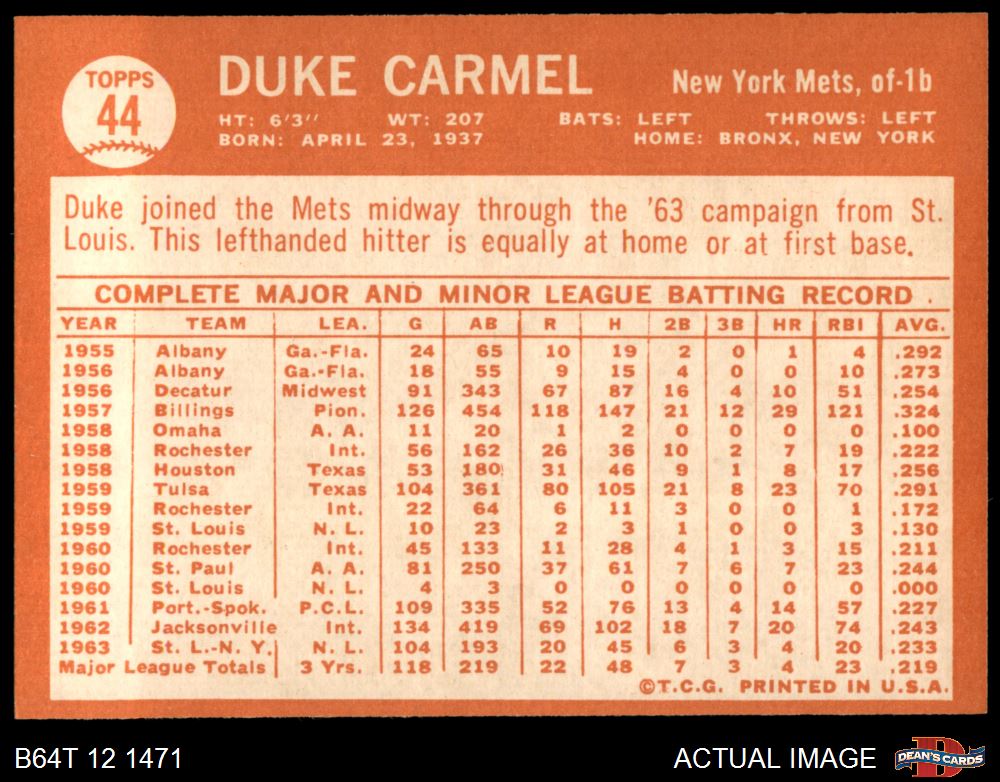 TOPPS
44
DUKE CARMEL
New York Mets, of-1b
HT: 6'3'' WT: 207 BATS: LEFT THROWS: LEFT
BORN: APRIL 23, 1937 HOME: BRONX, NEW YORK
Duke joined the Mets midway through the '63 campaign from St.
Louis. This lefthanded hitter is equally at home or at first base.
COMPLETE MAJOR AND MINOR LEAGUE BATTING RECORD .
YEAR TEAM LEA. G AB R H 2B 3B HR RBI AVG.
1955 Albany Ga.-Fla. 24 65 10 19 2 0 1 4 .292
1956 Albany Ga.-Fla. 18 55 9 15 4 0 0 10 .273
1956 Decatur Midwest 91 343 67 87 16 4 10 51 .254
1957 Billings Pion. 126 454 118 147 21 12 29 121 .324
1958 Omaha A. A. 11 20 1 2 0 0 0 0 .100
1958 Rochester Int. 56 162 26 36 10 2 7 19 .222
1958 Houston Texas 53 180 31 46 9 1 8 17 .256
1959 Tulsa Texas 104 361 80 105 21 8 23 70 .291
1959 Rochester Int. 22 64 6 11 3 0 0 1 .172
1959 St. Louis N. L. 10 23 2 3 1 0 0 3 .130
1960 Rochester Int. 45 133 11 28 4 1 3 15 .211
1960 St. Paul A. A. 81 250 37 61 7 6 7 23 .244
1960 St. Louis N. L. 4 3 0 0 0 0 0 0 .000
1961 Port.-Spok. P.C.L. 109 335 52 76 13 4 14 57 .227
1962 Jacksonville Int. 134 419 69 102 18 7 20 74 .243
1963 St. L.-N. Y. N. L. 104 193 20 45 6 3 4 20 .233
Major League Totals 3 Yrs. 118 219 22 48 7 3 4 23 .219
©T.C.G. PRINTED IN U.S.A.
B64T 12 1471
ACTUAL IMAGE
D
DEAN'S CARDS